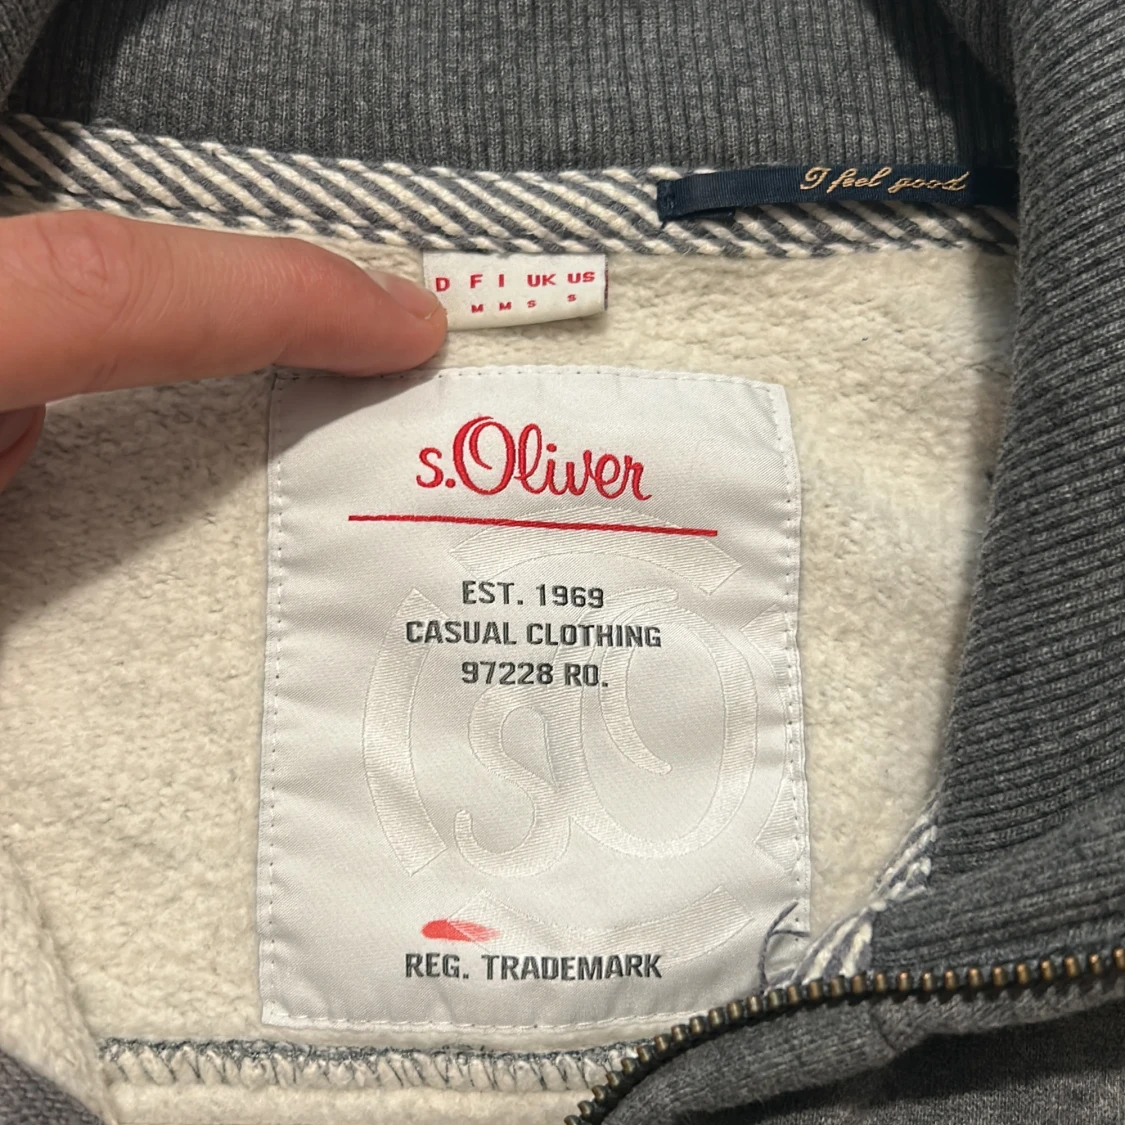 I feel good
D F I UK US
M M S S
s.Oliver
EST. 1969
CASUAL CLOTHING
97228 RO.
REG. TRADEMARK